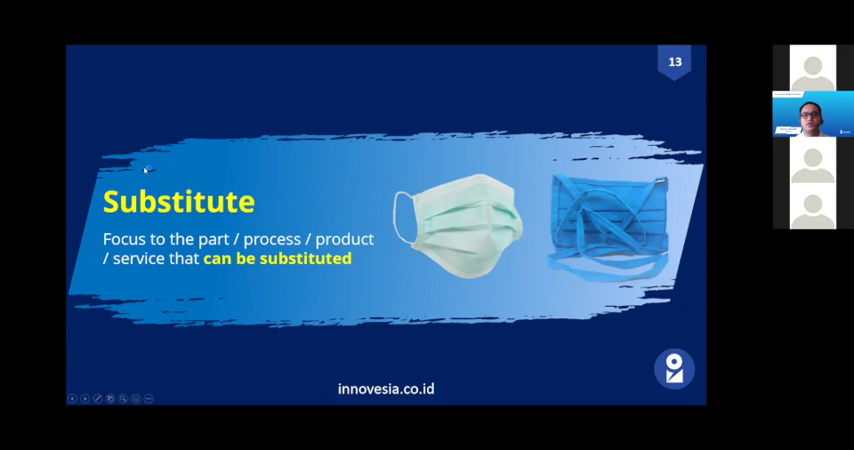 13
Substitute
Focus to the part / process / product
/ service that can be substituted
innovesia.co.id